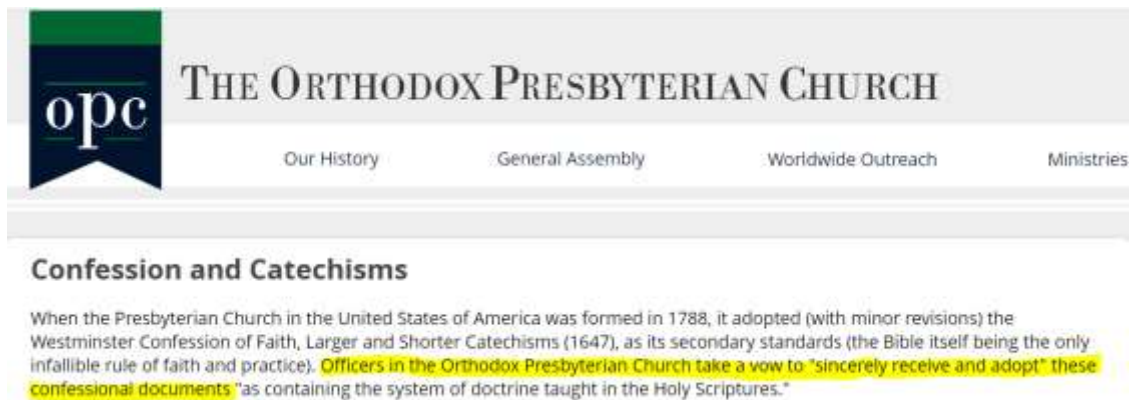 opc
THE ORTHODOX PRESBYTERIAN CHURCH
Our History General Assembly Worldwide Outreach Ministries
Confession and Catechisms
When the Presbyterian Church in the United States of America was formed in 1788, it adopted (with minor revisions) the
Westminster Confession of Faith, Larger and Shorter Catechisms (1647), as its secondary standards (the Bible itself being the only
infallible rule of faith and practice). Officers in the Orthodox Presbyterian Church take a vow to "sincerely receive and adopt" these
confessional documents "as containing the system of doctrine taught in the Holy Scriptures."